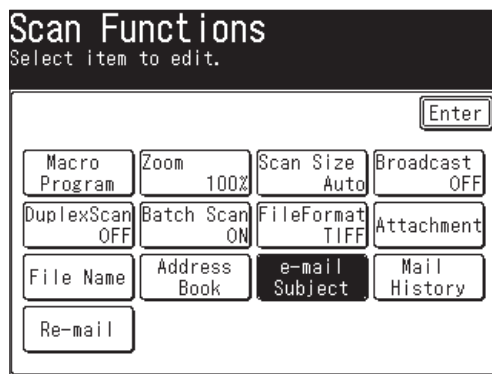 Scan Functions
Select item to edit.
Enter
Macro Program
Zoom 100%
Scan Size Auto
Broadcast OFF
DuplexScan OFF
Batch Scan ON
FileFormat TIFF
Attachment
File Name
Address Book
e-mail Subject
Mail History
Re-mail